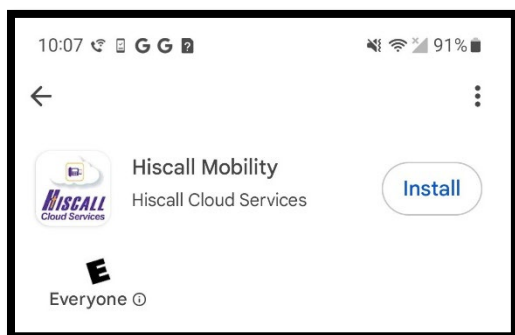 10:07 G G 91%
Hiscall Mobility
Hiscall Cloud Services
Install
HISCALL
Cloud Services
E
Everyone